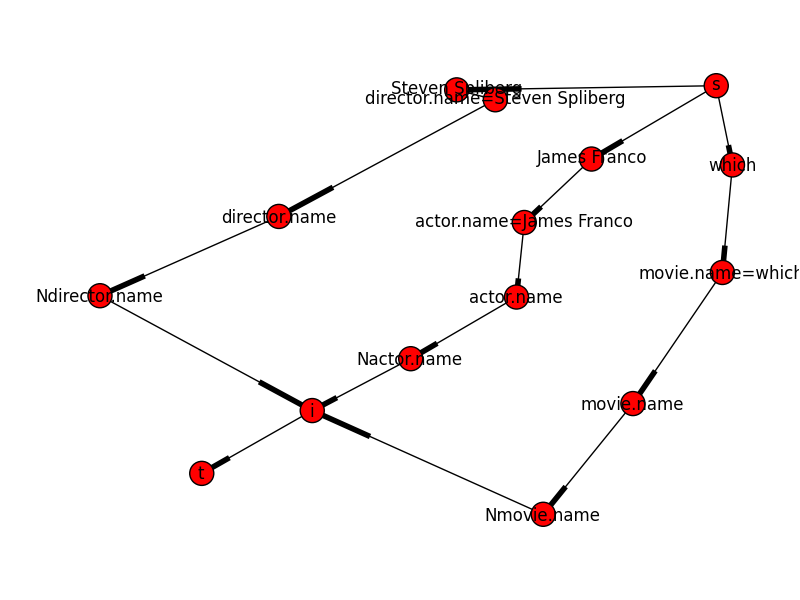 Steven Spliberg
s
director.name=Steven Spliberg
James Franco
which
director.name
actor.name=James Franco
movie.name=which
Ndirector.name
actor.name
Nactor.name
movie.name
i
t
Nmovie.name